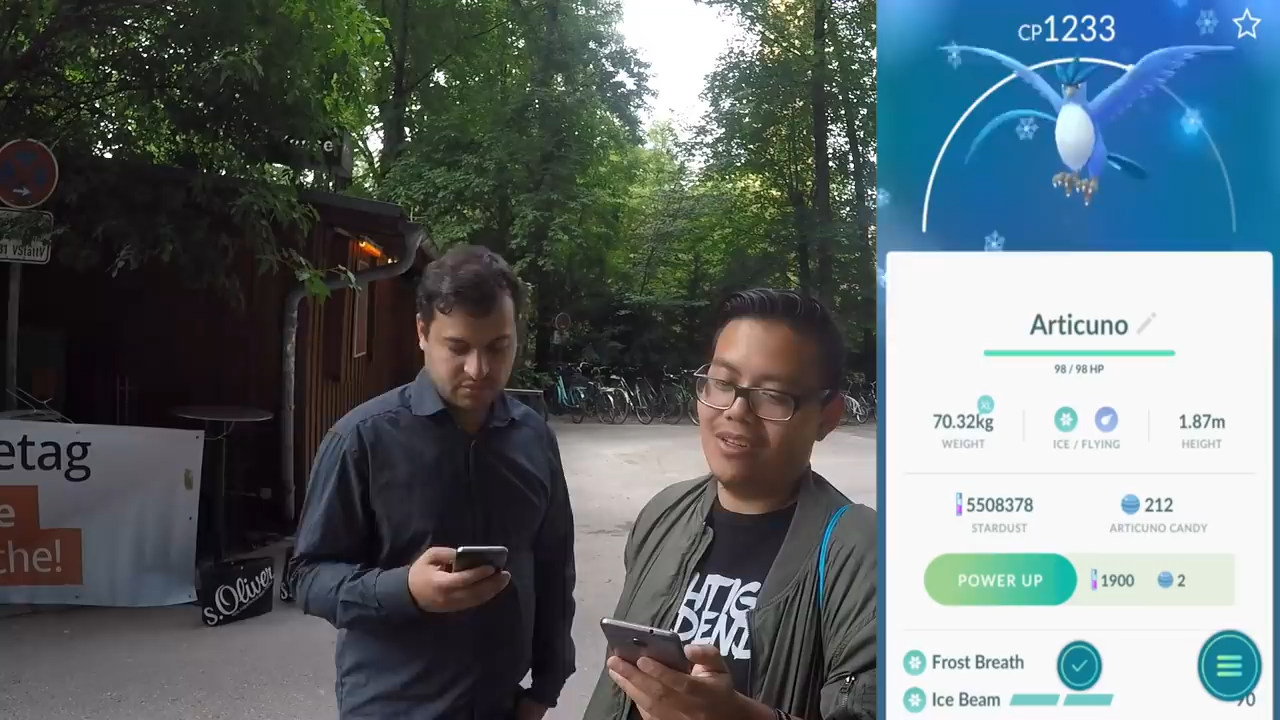 etag
e
che!
s.Oliver
CP1233
Articuno
98 / 98 HP
XL
70.32kg
WEIGHT
ICE / FLYING
1.87m
HEIGHT
5508378
STARDUST
212
ARTICUNO CANDY
POWER UP
1900
2
Frost Breath
Ice Beam
90